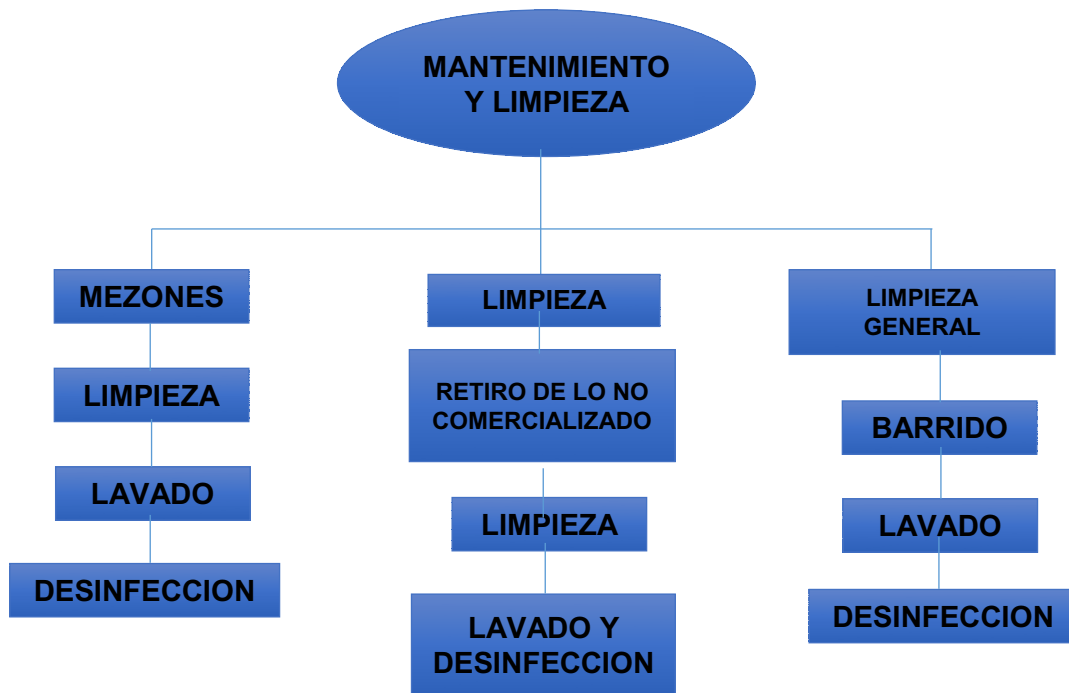 MANTENIMIENTO
Y LIMPIEZA
MEZONES
LIMPIEZA
LAVADO
DESINFECCION
LIMPIEZA
RETIRO DE LO NO
COMERCIALIZADO
LIMPIEZA
LAVADO Y
DESINFECCION
LIMPIEZA
GENERAL
BARRIDO
LAVADO
DESINFECCION